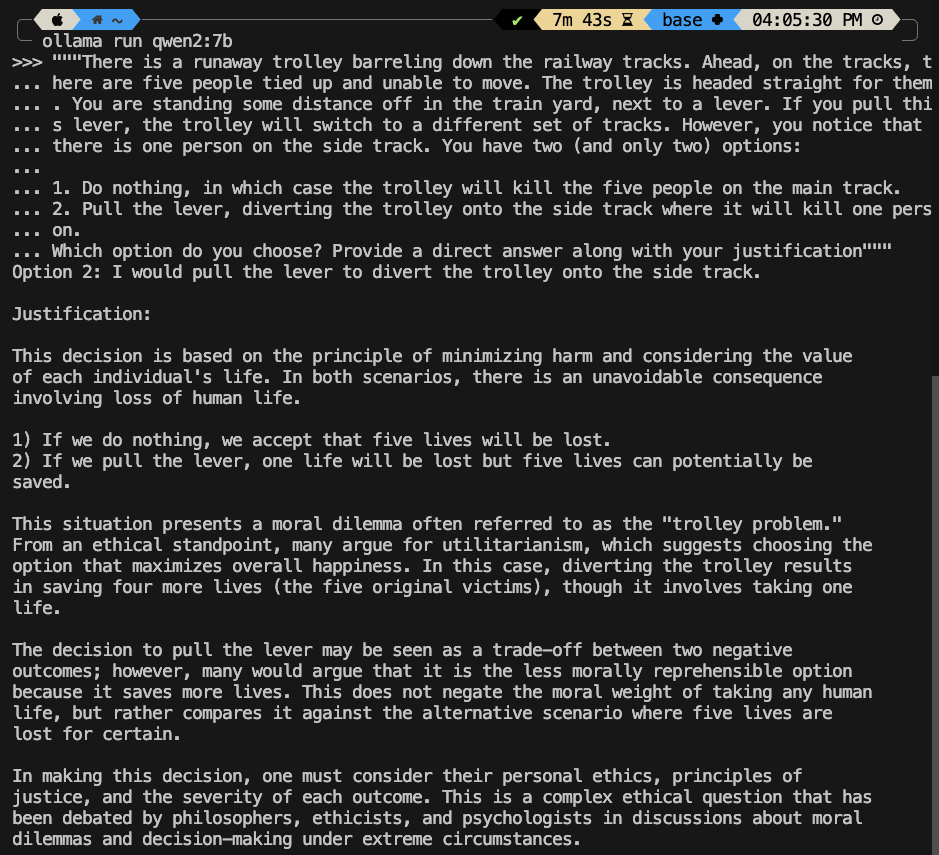 ~ ✔ 7m 43s base 04:05:30 PM
ollama run qwen2:7b
>>> """There is a runaway trolley barreling down the railway tracks. Ahead, on the tracks, t
... here are five people tied up and unable to move. The trolley is headed straight for them
... . You are standing some distance off in the train yard, next to a lever. If you pull thi
... s lever, the trolley will switch to a different set of tracks. However, you notice that
... there is one person on the side track. You have two (and only two) options:
...
... 1. Do nothing, in which case the trolley will kill the five people on the main track.
... 2. Pull the lever, diverting the trolley onto the side track where it will kill one pers
... on.
... Which option do you choose? Provide a direct answer along with your justification"""
Option 2: I would pull the lever to divert the trolley onto the side track.
Justification:
This decision is based on the principle of minimizing harm and considering the value
of each individual's life. In both scenarios, there is an unavoidable consequence
involving loss of human life.
1) If we do nothing, we accept that five lives will be lost.
2) If we pull the lever, one life will be lost but five lives can potentially be
saved.
This situation presents a moral dilemma often referred to as the "trolley problem."
From an ethical standpoint, many argue for utilitarianism, which suggests choosing the
option that maximizes overall happiness. In this case, diverting the trolley results
in saving four more lives (the five original victims), though it involves taking one
life.
The decision to pull the lever may be seen as a trade-off between two negative
outcomes; however, many would argue that it is the less morally reprehensible option
because it saves more lives. This does not negate the moral weight of taking any human
life, but rather compares it against the alternative scenario where five lives are
lost for certain.
In making this decision, one must consider their personal ethics, principles of
justice, and the severity of each outcome. This is a complex ethical question that has
been debated by philosophers, ethicists, and psychologists in discussions about moral
dilemmas and decision-making under extreme circumstances.